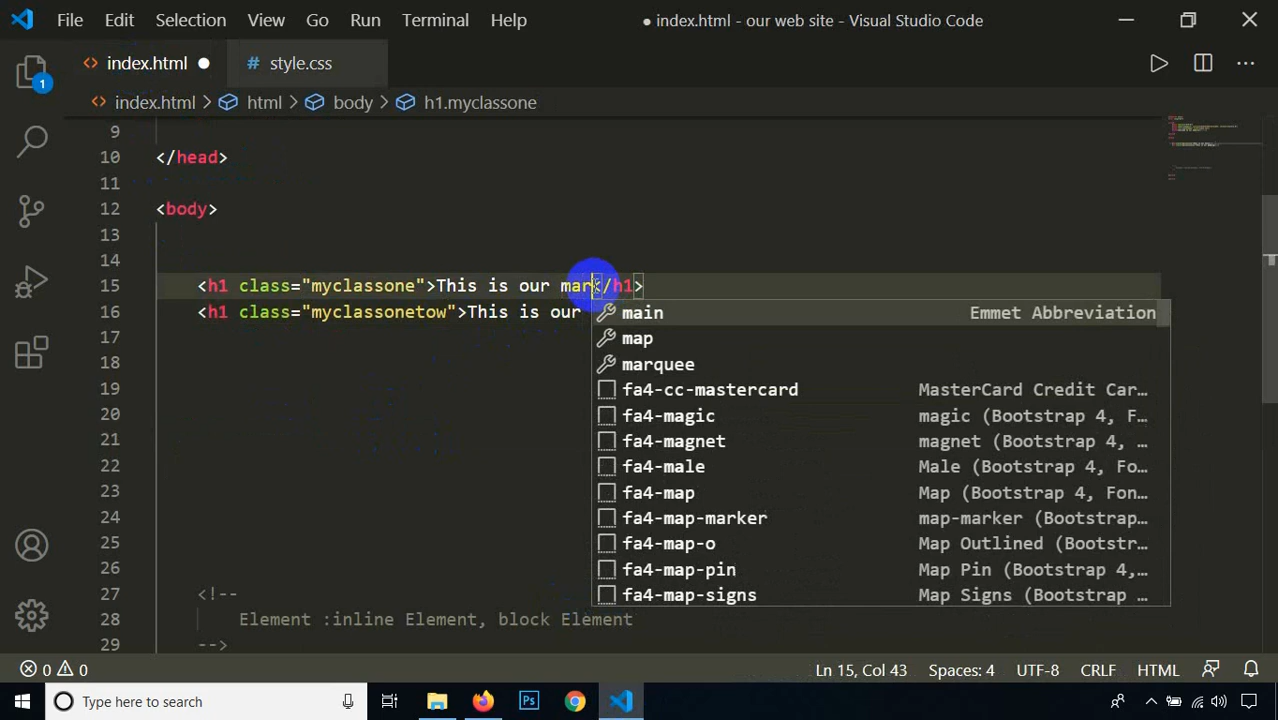 File Edit Selection View Go Run Terminal Help ● index.html - our web site - Visual Studio Code
1
<> index.html ● # style.css
<> index.html > html > body > h1.myclassone
9
10 </head>
11
12 <body>
13
14
15 <h1 class="myclassone">This is our mar</h1>
16 <h1 class="myclassonetow">This is our
main Emmet Abbreviation
17
map
18
marquee
19
fa4-cc-mastercard MasterCard Credit Car…
20
fa4-magic magic (Bootstrap 4, F…
21
fa4-magnet magnet (Bootstrap 4, …
22
fa4-male Male (Bootstrap 4, Fo…
23
fa4-map Map (Bootstrap 4, Fon…
24
fa4-map-marker map-marker (Bootstrap…
25
fa4-map-o Map Outlined (Bootstr…
26
fa4-map-pin Map Pin (Bootstrap 4,…
27 <!--
fa4-map-signs Map Signs (Bootstrap …
28 Element :inline Element, block Element
29 -->
0 0 Ln 15, Col 43 Spaces: 4 UTF-8 CRLF HTML
Type here to search Ps